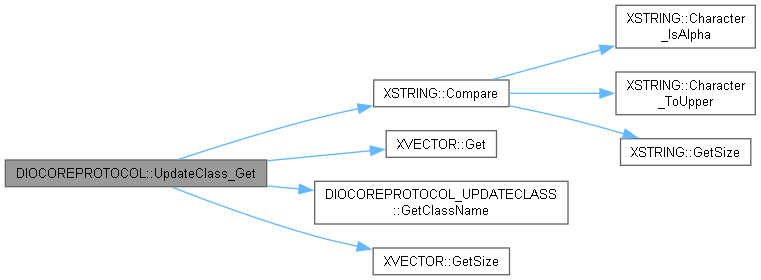 DIOCOREPROTOCOL::UpdateClass_Get
XSTRING::Compare
XVECTOR::Get
DIOCOREPROTOCOL_UPDATECLASS
::GetClassName
XVECTOR::GetSize
XSTRING::Character
_IsAlpha
XSTRING::Character
_ToUpper
XSTRING::GetSize